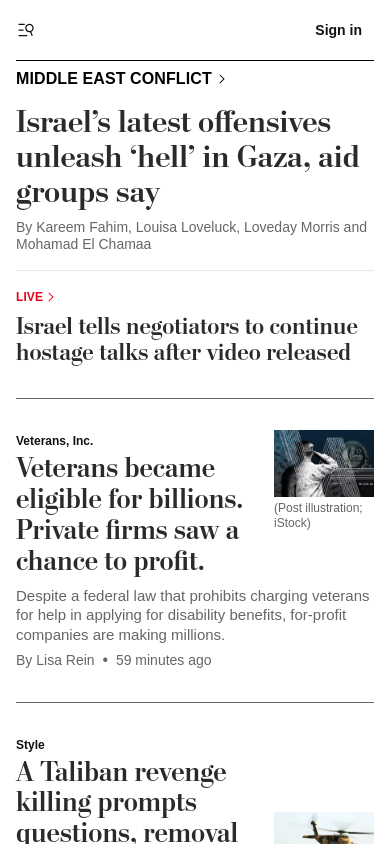 Sign in
MIDDLE EAST CONFLICT
Israel’s latest offensives
unleash ‘hell’ in Gaza, aid
groups say
By Kareem Fahim, Louisa Loveluck, Loveday Morris and
Mohamad El Chamaa
LIVE
Israel tells negotiators to continue
hostage talks after video released
Veterans, Inc.
Veterans became
eligible for billions.
Private firms saw a
chance to profit.
(Post illustration;
iStock)
Despite a federal law that prohibits charging veterans
for help in applying for disability benefits, for-profit
companies are making millions.
By Lisa Rein • 59 minutes ago
Style
A Taliban revenge
killing prompts
questions, removal